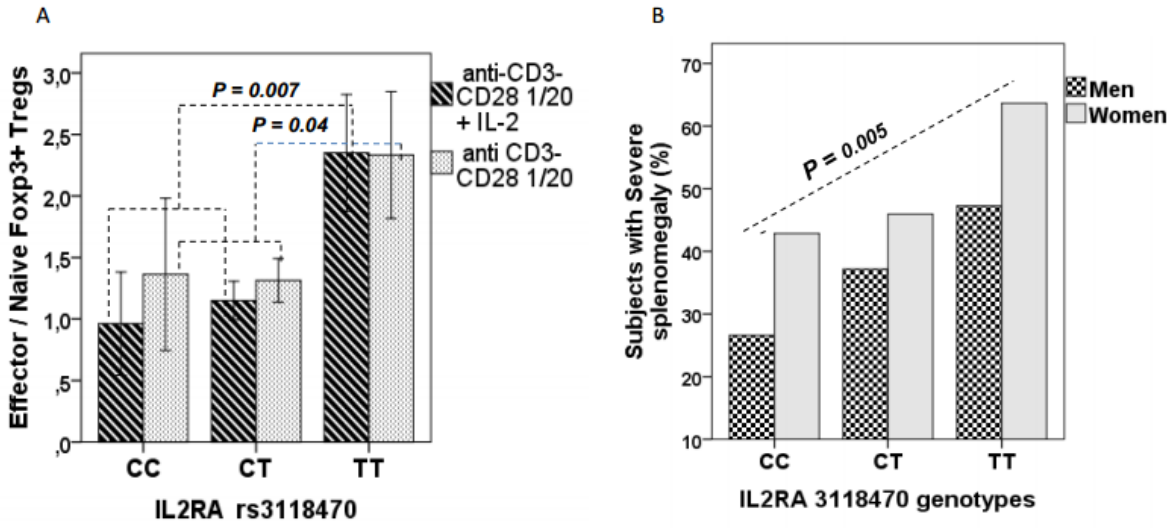 A
Effector / Naive Foxp3+ Tregs
3,0
2,5
2,0
1,5
1,0
,5
,0
P = 0.007
P = 0.04
anti-CD3-
CD28 1/20
+ IL-2
anti CD3-
CD28 1/20
CC
CT
TT
IL2RA rs3118470
B
Subjects with Severe
splenomegaly (%)
70
60
50
40
30
20
10
P = 0.005
Men
Women
CC
CT
TT
IL2RA 3118470 genotypes